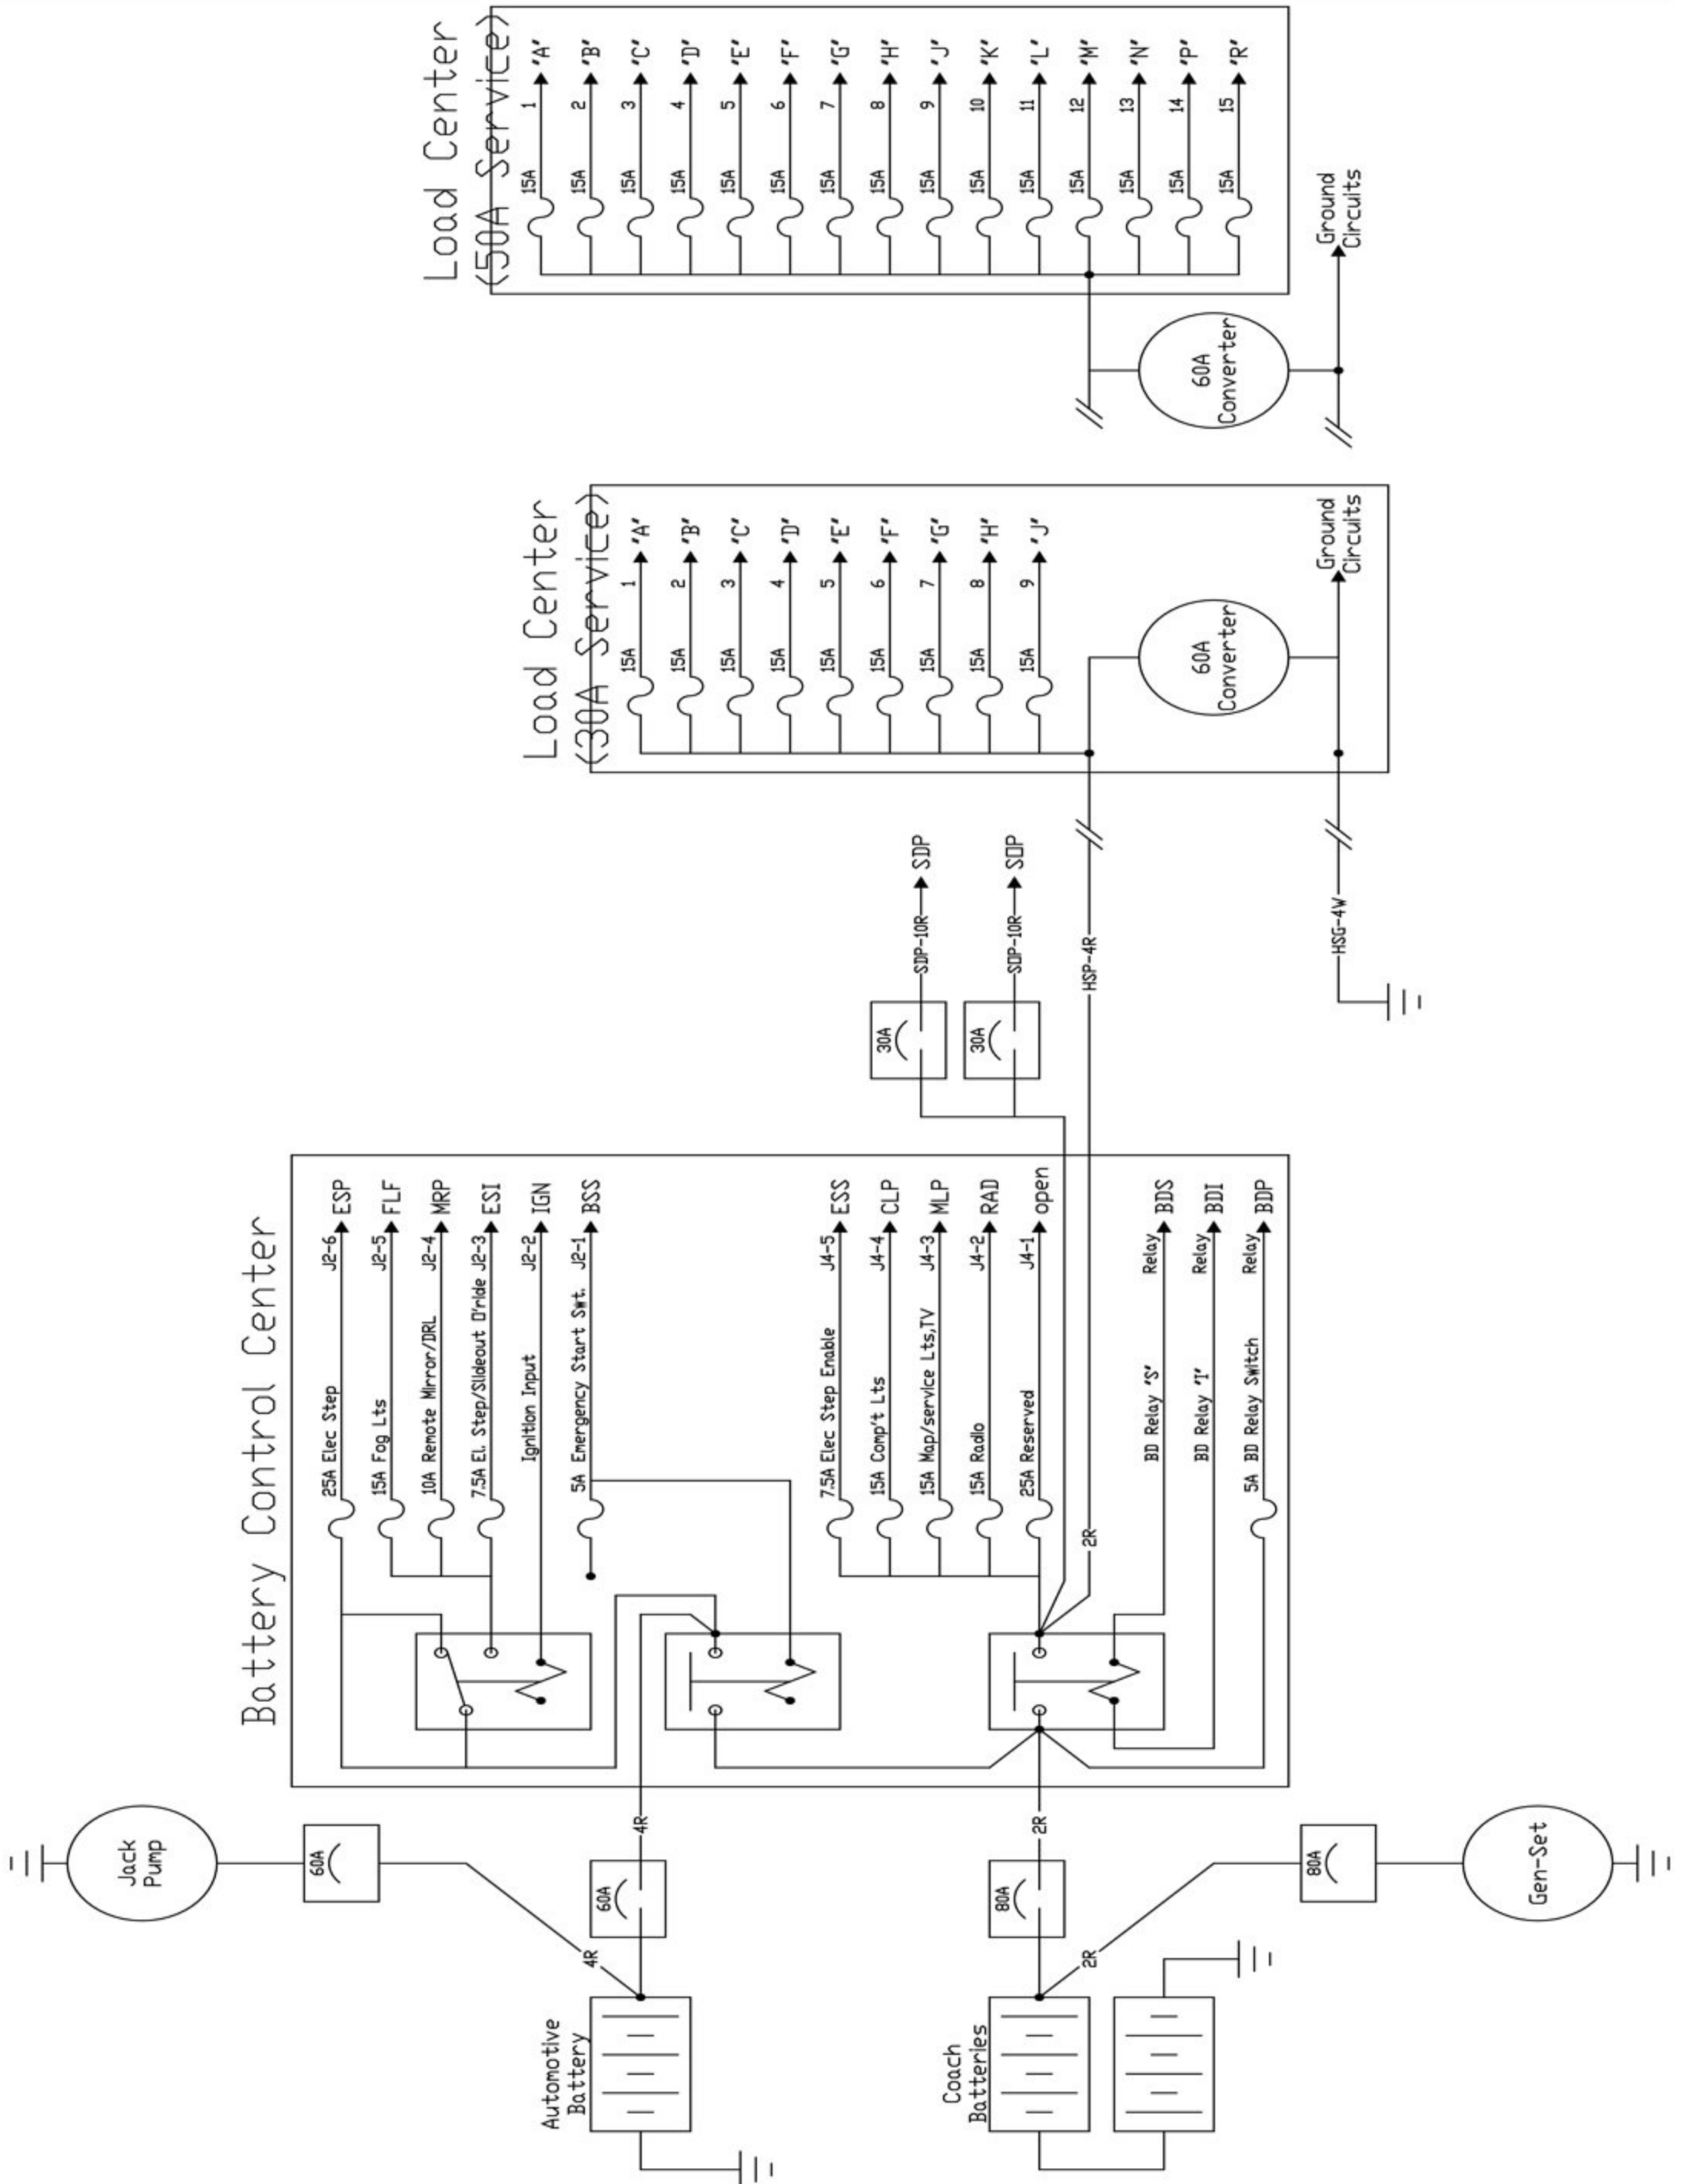 Battery Control Center
25A Elec Step J2-6 ESP
15A Fog Lts J2-5 FLF
10A Remote Mirror/DRL J2-4 MRP
7.5A El. Step/Slideout O'ride J2-3 ESI
Ignition Input J2-2 IGN
5A Emergency Start Swt. J2-1 BSS
7.5A Elec Step Enable J4-5 ESS
15A Comp't Lts J4-4 CLP
15A Map/service Lts,TV J4-3 MLP
15A Radio J4-2 RAD
25A Reserved J4-1 open
BD Relay 'S' Relay BDS
BD Relay 'I' Relay BDI
5A BD Relay Switch Relay BDP
2R
HSP-4R
Jack
Pump
60A
4R
60A
4R
Automotive
Battery
Coach
Batteries
80A
2R
2R
80A
Gen-Set
30A
SDP-10R
SDP
30A
SOP-10R
SOP
HSG-4W
Load Center
(30A Service)
15A 1 'A'
15A 2 'B'
15A 3 'C'
15A 4 'D'
15A 5 'E'
15A 6 'F'
15A 7 'G'
15A 8 'H'
15A 9 'J'
60A
Converter
Ground
Circuits
Load Center
(50A Service)
15A 1 'A'
15A 2 'B'
15A 3 'C'
15A 4 'D'
15A 5 'E'
15A 6 'F'
15A 7 'G'
15A 8 'H'
15A 9 'J'
15A 10 'K'
15A 11 'L'
15A 12 'M'
15A 13 'N'
15A 14 'P'
15A 15 'R'
60A
Converter
Ground
Circuits